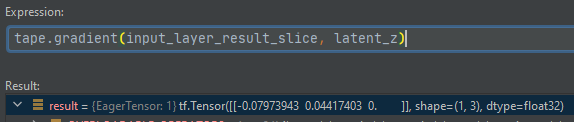 Expression:
tape.gradient(input_layer_result_slice, latent_z)
Result:
result = {EagerTensor: 1} tf.Tensor([[-0.07973943 0.04417403 0. ]], shape=(1, 3), dtype=float32)